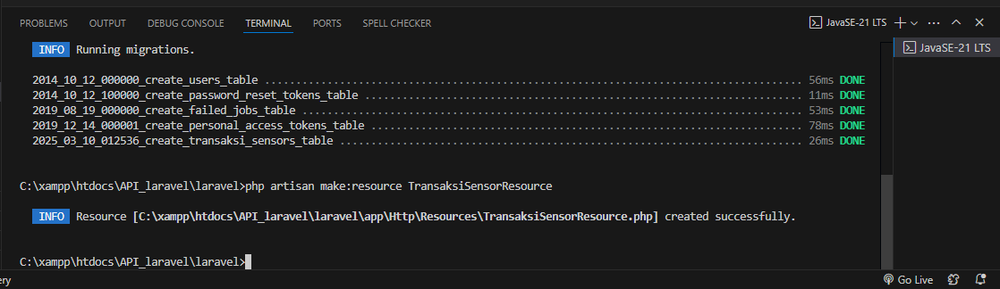 PROBLEMS OUTPUT DEBUG CONSOLE TERMINAL PORTS SPELL CHECKER JavaSE-21 LTS
JavaSE-21 LTS
INFO Running migrations.
2014_10_12_000000_create_users_table ........................................................................................ 56ms DONE
2014_10_12_100000_create_password_reset_tokens_table ........................................................................ 11ms DONE
2019_08_19_000000_create_failed_jobs_table .................................................................................. 53ms DONE
2019_12_14_000001_create_personal_access_tokens_table ....................................................................... 78ms DONE
2025_03_10_012536_create_transaksi_sensors_table ............................................................................ 26ms DONE
C:\xampp\htdocs\API_laravel\laravel>php artisan make:resource TransaksiSensorResource
INFO Resource [C:\xampp\htdocs\API_laravel\laravel\app\Http\Resources\TransaksiSensorResource.php] created successfully.
C:\xampp\htdocs\API_laravel\laravel>
ery Go Live